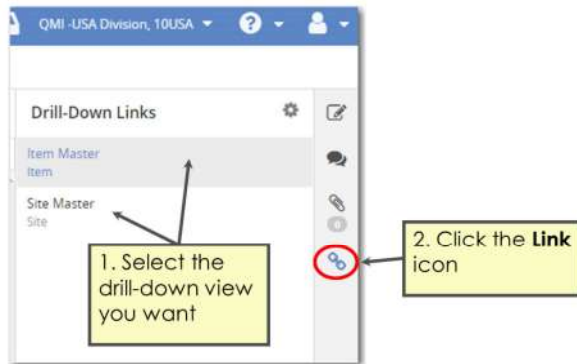 QMI -USA Division, 10USA
Drill-Down Links
Item Master
Item
Site Master
Site
0
1. Select the
drill-down view
you want
2. Click the Link
icon